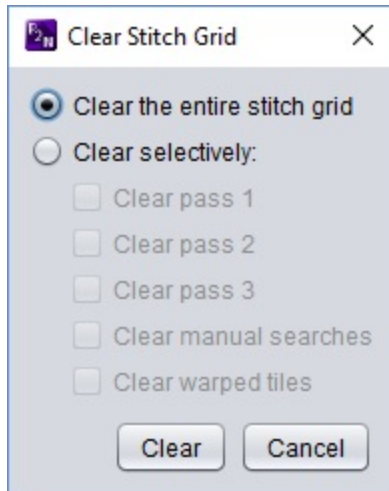 F2N
Clear Stitch Grid
Clear the entire stitch grid
Clear selectively:
Clear pass 1
Clear pass 2
Clear pass 3
Clear manual searches
Clear warped tiles
Clear
Cancel